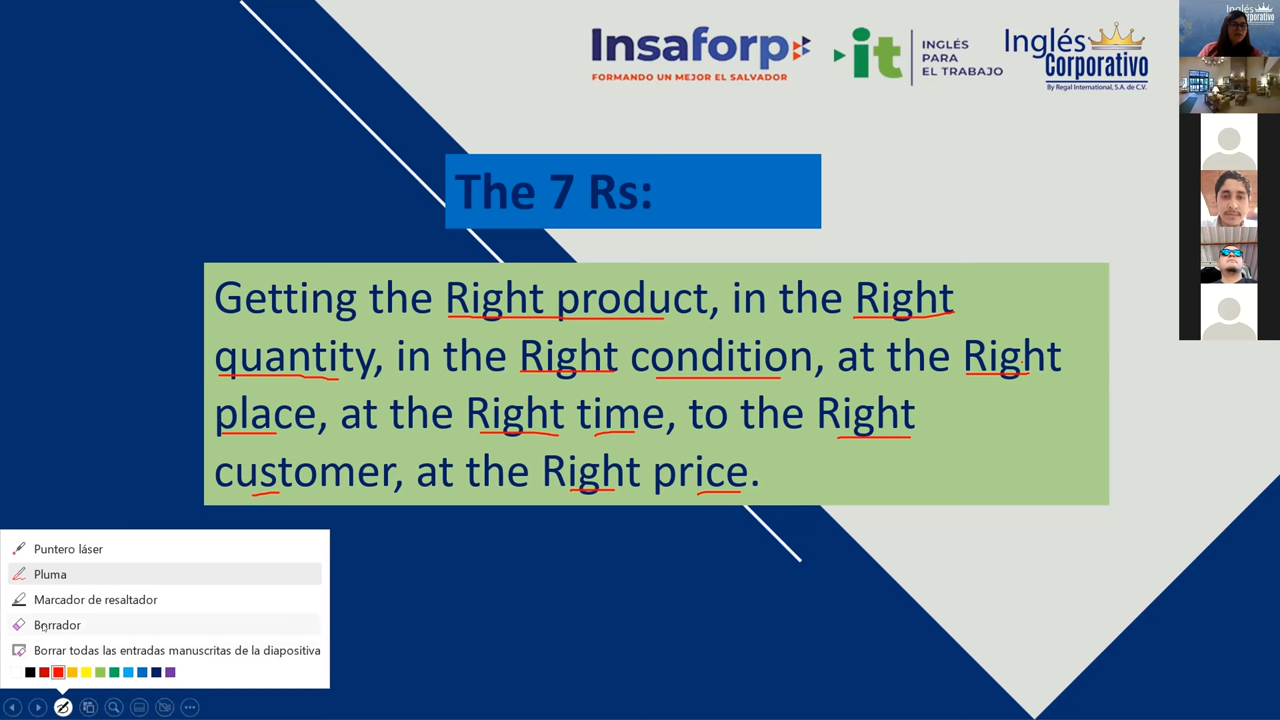 Inglés
Corporativo
Insaforp
FORMANDO UN MEJOR EL SALVADOR
it
INGLÉS
PARA
EL TRABAJO
Inglés
Corporativo
By Regal International, S.A. de C.V.
The 7 Rs:
Getting the Right product, in the Right
quantity, in the Right condition, at the Right
place, at the Right time, to the Right
customer, at the Right price.
Puntero láser
Pluma
Marcador de resaltador
Borrador
Borrar todas las entradas manuscritas de la diapositiva